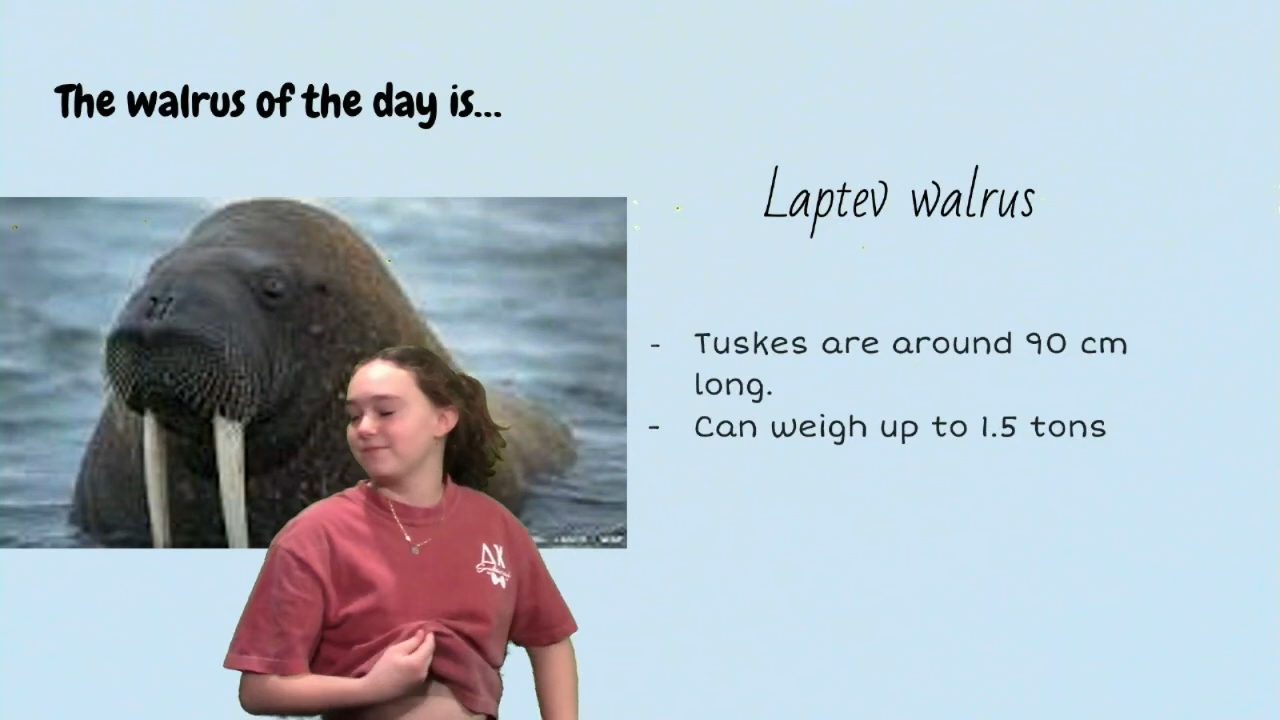 The walrus of the day is...
Laptev walrus
- Tuskes are around 90 cm
long.
- Can weigh up to 1.5 tons